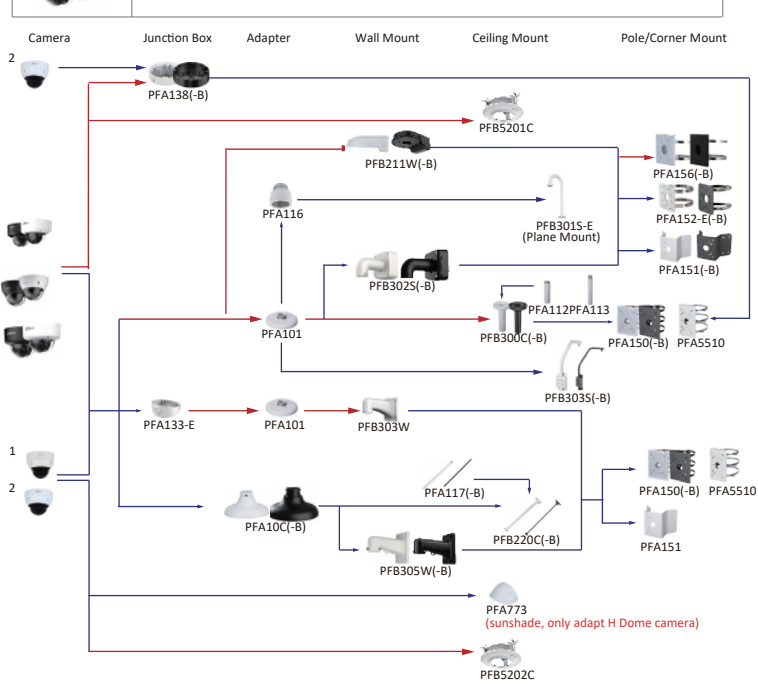 Camera Junction Box Adapter Wall Mount Ceiling Mount Pole/Corner Mount
2
PFA138(-B)
PFB5201C
PFB211W(-B)
PFA156(-B)
PFA116
PFB301S-E
(Plane Mount)
PFA152-E(-B)
PFB302S(-B)
PFA151(-B)
PFA112PFA113
PFA101
PFB300C(-B)
PFA150(-B) PFA5510
PFB303S(-B)
PFA133-E PFA101 PFB303W
1
2
PFA117(-B)
PFA150(-B) PFA5510
PFA10C(-B)
PFB220C(-B)
PFA151
PFB305W(-B)
PFA773
(sunshade, only adapt H Dome camera)
PFB5202C